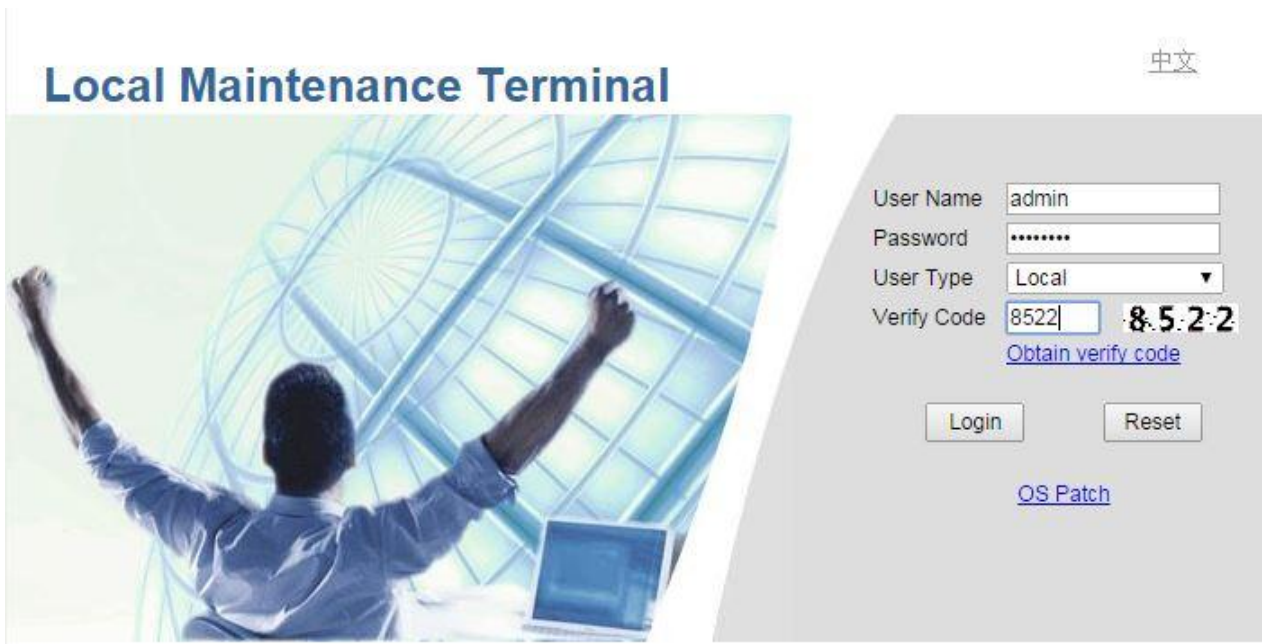 中文
Local Maintenance Terminal
User Name admin
Password ••••••••
User Type Local
Verify Code 8522 8522
Obtain verify code
Login Reset
OS Patch